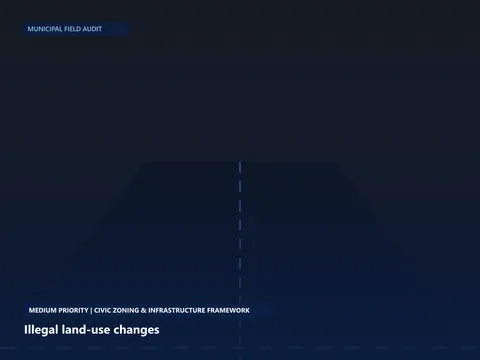 MUNICIPAL FIELD AUDIT
MEDIUM PRIORITY | CIVIC ZONING & INFRASTRUCTURE FRAMEWORK
Illegal land-use changes